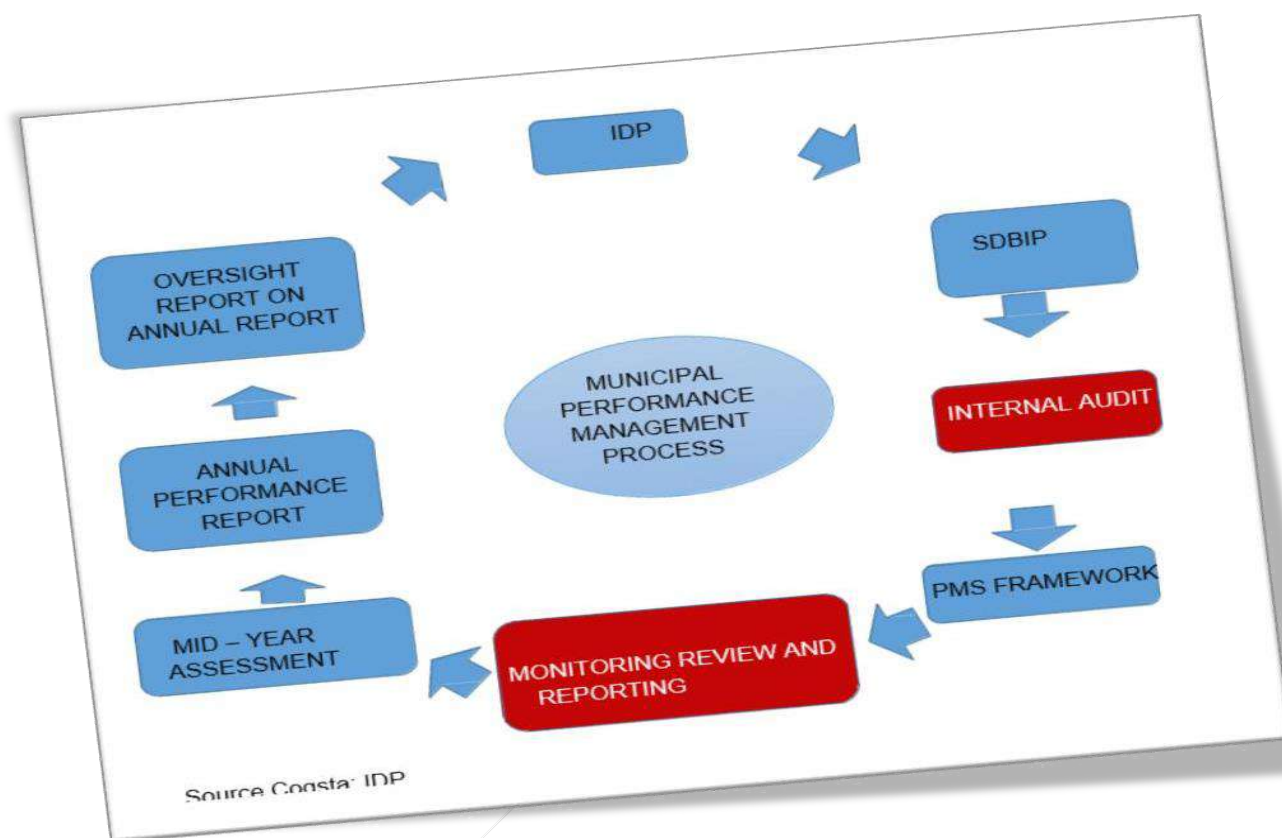 IDP
SDBIP
INTERNAL AUDIT
PMS FRAMEWORK
MONITORING REVIEW AND
REPORTING
MID – YEAR
ASSESSMENT
ANNUAL
PERFORMANCE
REPORT
OVERSIGHT
REPORT ON
ANNUAL REPORT
MUNICIPAL
PERFORMANCE
MANAGEMENT
PROCESS
Source Cogsta: IDP